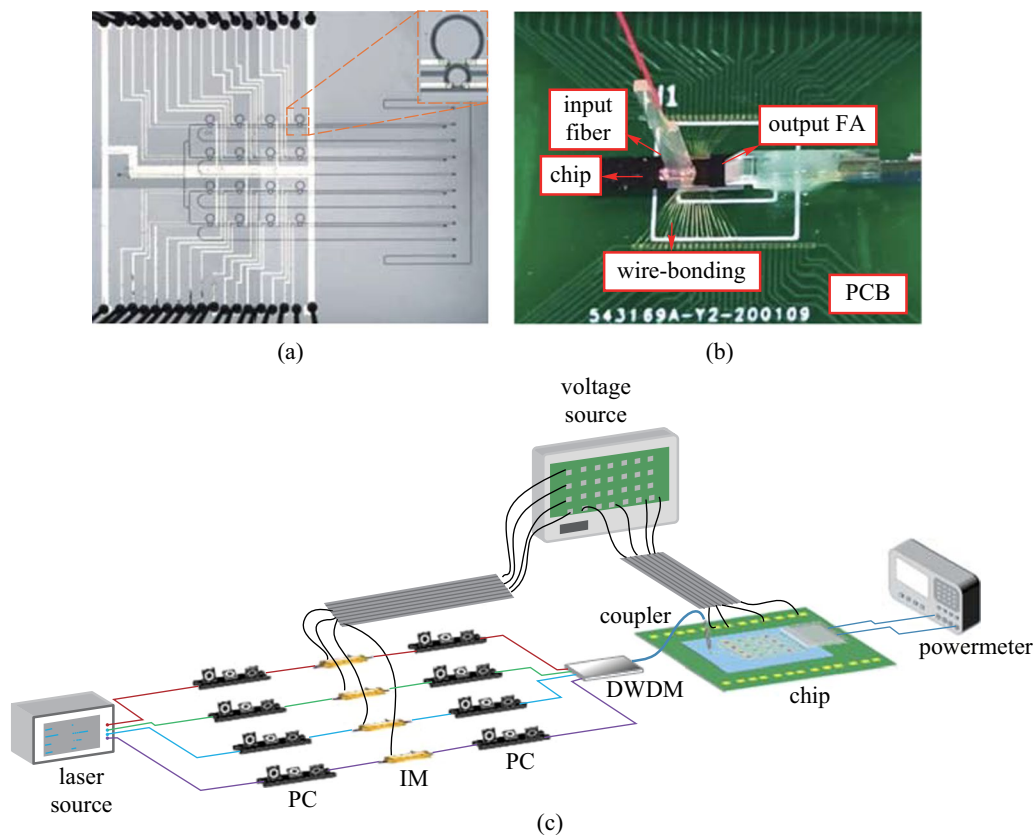 input
fiber
output FA
chip
wire-bonding
PCB
543169A-Y2-200109
(a)
(b)
voltage
source
coupler
powermeter
DWDM
chip
laser
source
PC
IM
PC
(c)